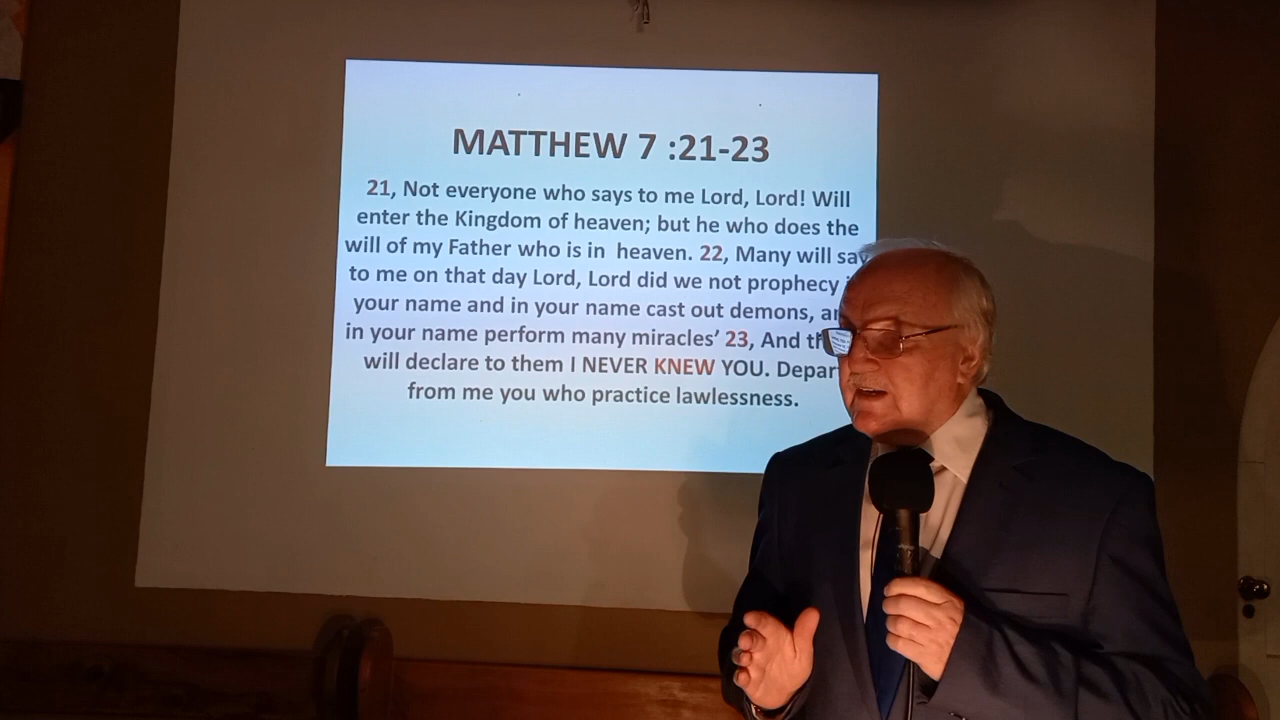 MATTHEW 7 :21-23
21, Not everyone who says to me Lord, Lord! Will
enter the Kingdom of heaven; but he who does the
will of my Father who is in heaven. 22, Many will say
to me on that day Lord, Lord did we not prophecy
your name and in your name cast out demons,
in your name perform many miracles’ 23, And
will declare to them I NEVER KNEW YOU. Depart
from me you who practice lawlessness.